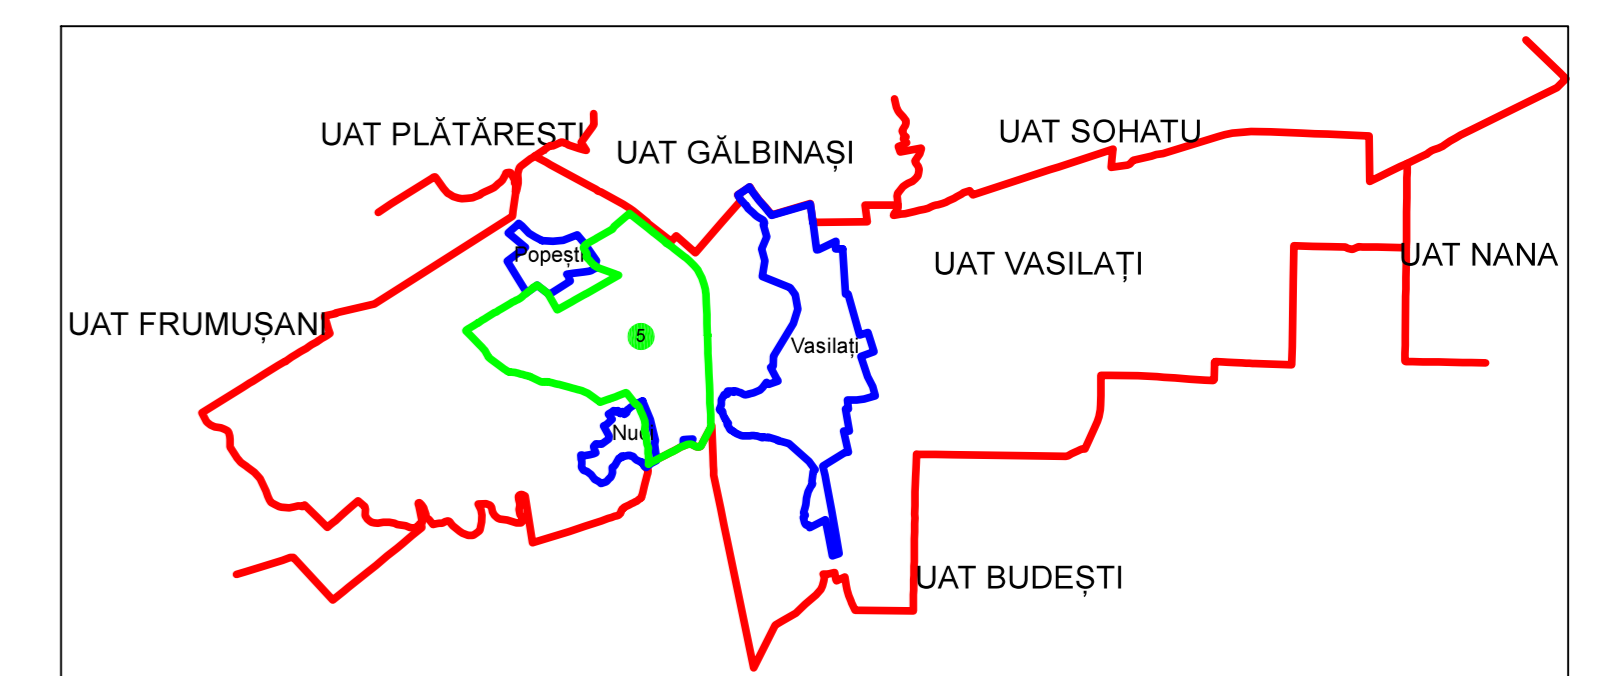 UAT PLĂTĂREȘTI
UAT GĂLBINAȘI
UAT SOHATU
Popești
UAT VASILAȚI
UAT NANA
UAT FRUMUȘANI
5
Vasilați
UAT BUDEȘTI